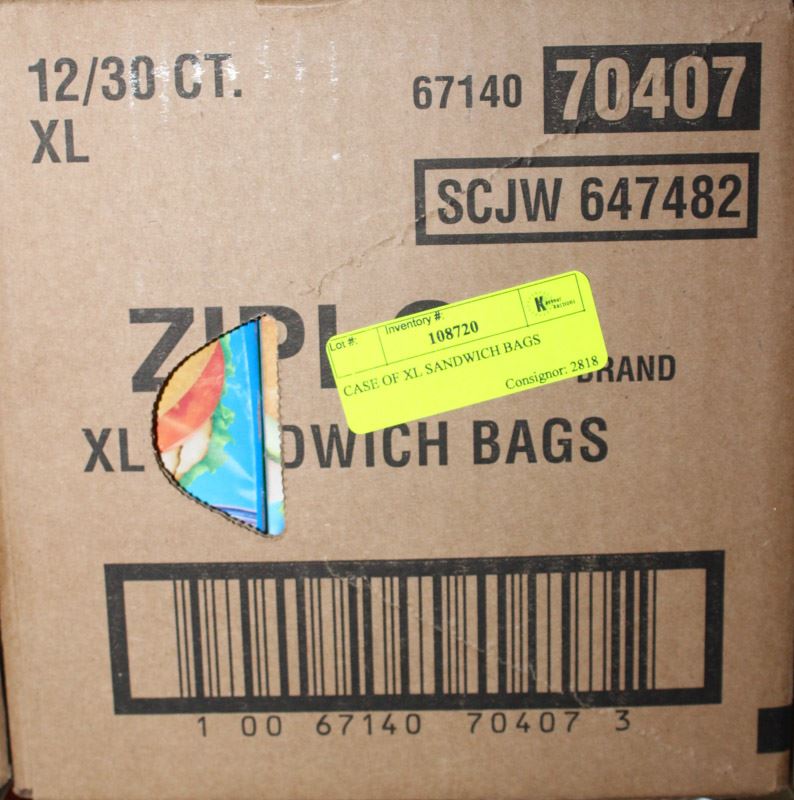 12/30 CT.
XL
67140 70407
SCJW 647482
Lot #: Inventory #:
108720
CASE OF XL SANDWICH BAGS
Consignor: 2818
BRAND
XL DWICH BAGS
1 00 67140 70407 3